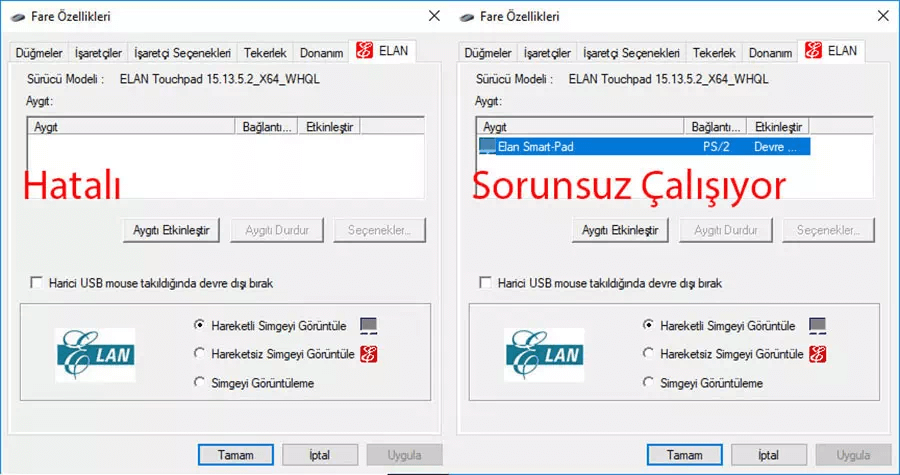 Fare Özellikleri
Düğmeler İşaretçiler İşaretçi Seçenekleri Tekerlek Donanım ELAN
Sürücü Modeli : ELAN Touchpad 15.13.5.2_X64_WHQL
Aygıt:
Aygıt Bağlantı... Etkinleştir
Hatalı
Aygıtı Etkinleştir Aygıtı Durdur Seçenekler...
Harici USB mouse takıldığında devre dışı bırak
Hareketli Simgeyi Görüntüle
Hareketsiz Simgeyi Görüntüle
Simgeyi Görüntüleme
ELAN
Tamam İptal Uygula
Fare Özellikleri
Düğmeler İşaretçiler İşaretçi Seçenekleri Tekerlek Donanım ELAN
Sürücü Modeli : ELAN Touchpad 15.13.5.2_X64_WHQL
Aygıt:
Aygıt Bağlantı... Etkinleştir
Elan Smart-Pad PS/2 Devre ...
Sorunsuz Çalışıyor
Aygıtı Etkinleştir Aygıtı Durdur Seçenekler...
Harici USB mouse takıldığında devre dışı bırak
Hareketli Simgeyi Görüntüle
Hareketsiz Simgeyi Görüntüle
Simgeyi Görüntüleme
ELAN
Tamam İptal Uygula